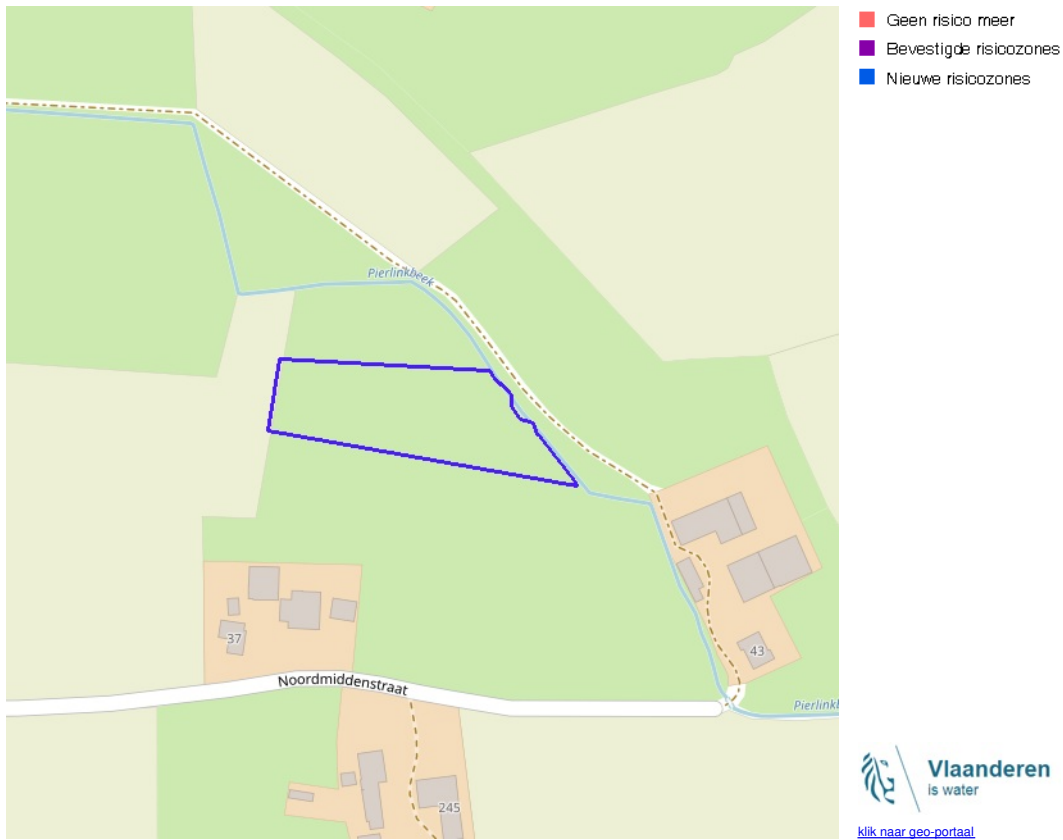 Geen risico meer
Bevestigde risicozones
Nieuwe risicozones
Pierlinkbeek
37
43
Noordmiddenstraat
Pierlinkb
245
Vlaanderen
is water
klik naar geo-portaal